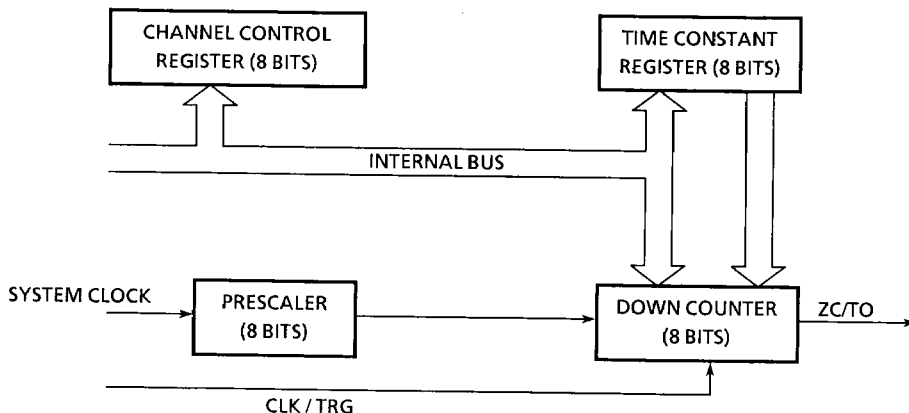 CHANNEL CONTROL
REGISTER (8 BITS)
TIME CONSTANT
REGISTER (8 BITS)
INTERNAL BUS
SYSTEM CLOCK
PRESCALER
(8 BITS)
DOWN COUNTER
(8 BITS)
ZC/TO
CLK / TRG